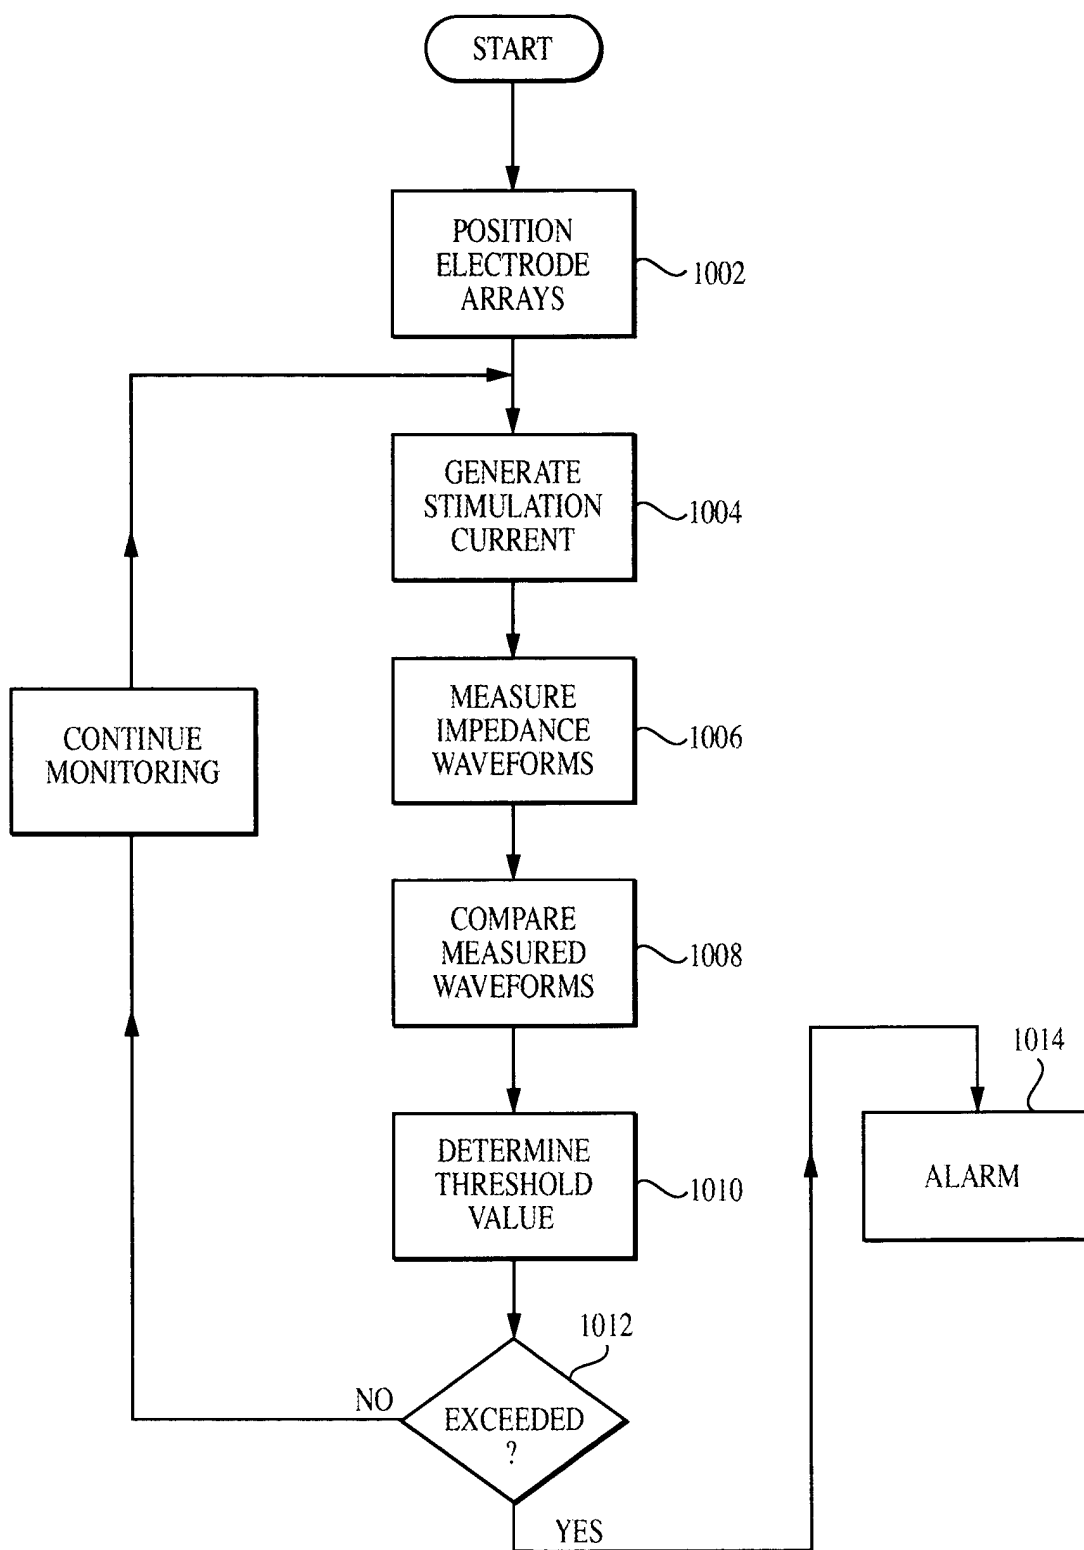 START
POSITION
ELECTRODE
ARRAYS
1002
GENERATE
STIMULATION
CURRENT
1004
MEASURE
IMPEDANCE
WAVEFORMS
1006
CONTINUE
MONITORING
COMPARE
MEASURED
WAVEFORMS
1008
DETERMINE
THRESHOLD
VALUE
1010
1014
ALARM
1012
EXCEEDED
?
NO
YES